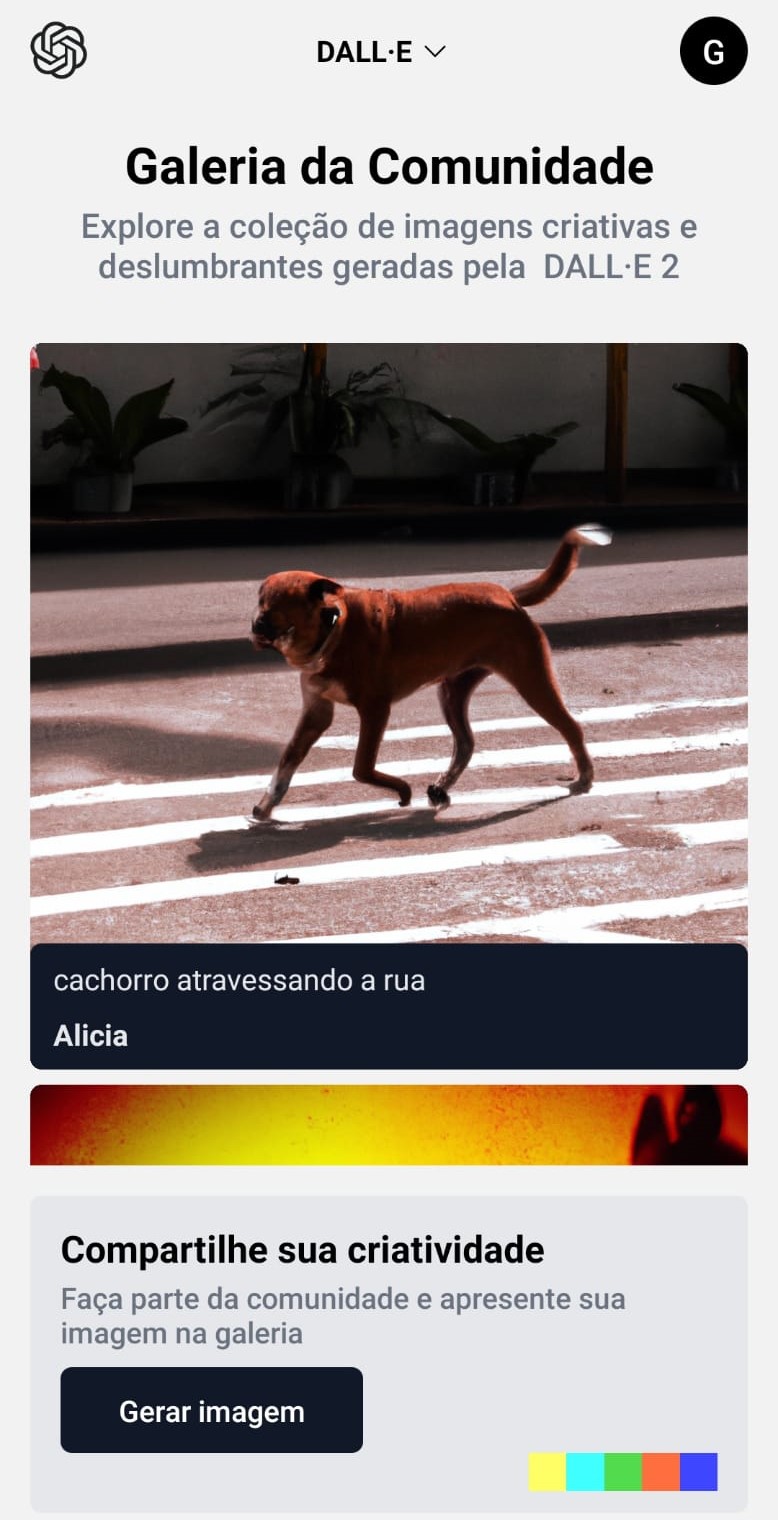 DALL·E
G
Galeria da Comunidade
Explore a coleção de imagens criativas e
deslumbrantes geradas pela DALL·E 2
cachorro atravessando a rua
Alicia
Compartilhe sua criatividade
Faça parte da comunidade e apresente sua
imagem na galeria
Gerar imagem